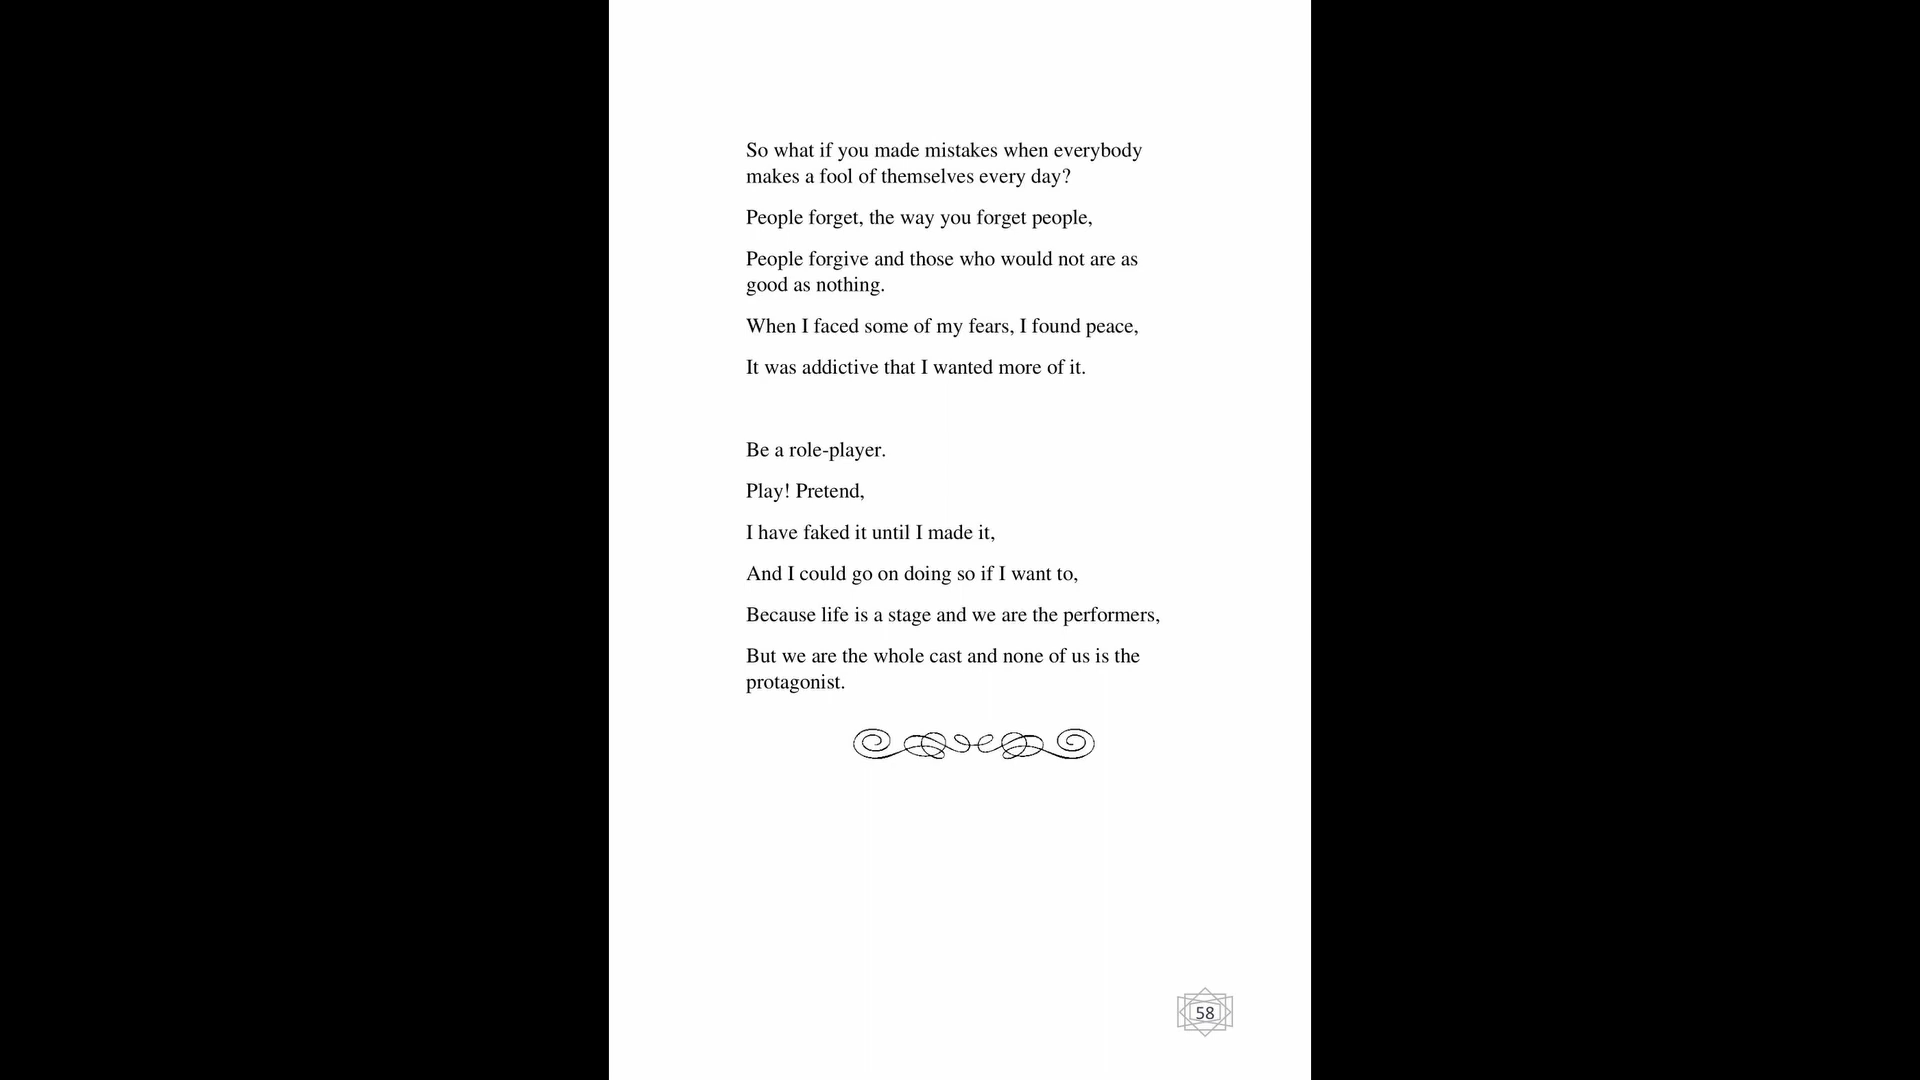 So what if you made mistakes when everybody
makes a fool of themselves every day?
People forget, the way you forget people,
People forgive and those who would not are as
good as nothing.
When I faced some of my fears, I found peace,
It was addictive that I wanted more of it.
Be a role-player.
Play! Pretend,
I have faked it until I made it,
And I could go on doing so if I want to,
Because life is a stage and we are the performers,
But we are the whole cast and none of us is the
protagonist.
58